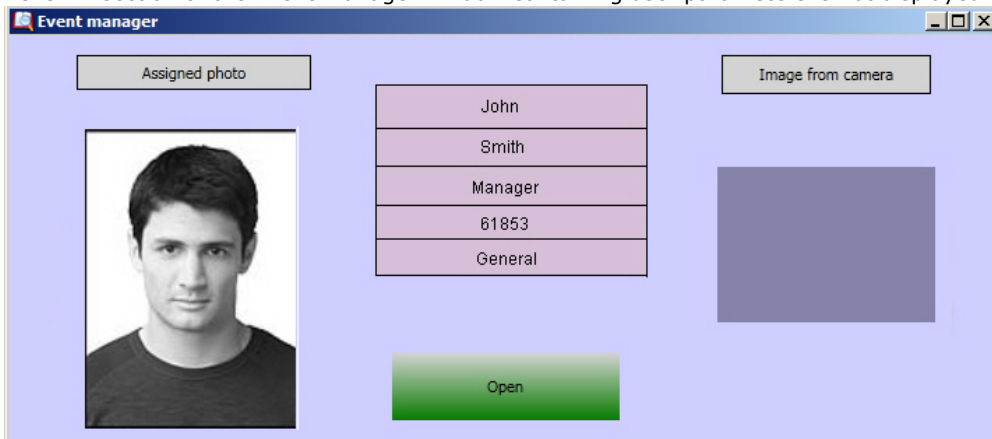 Event manager
Assigned photo
Image from camera
John
Smith
Manager
61853
General
Open